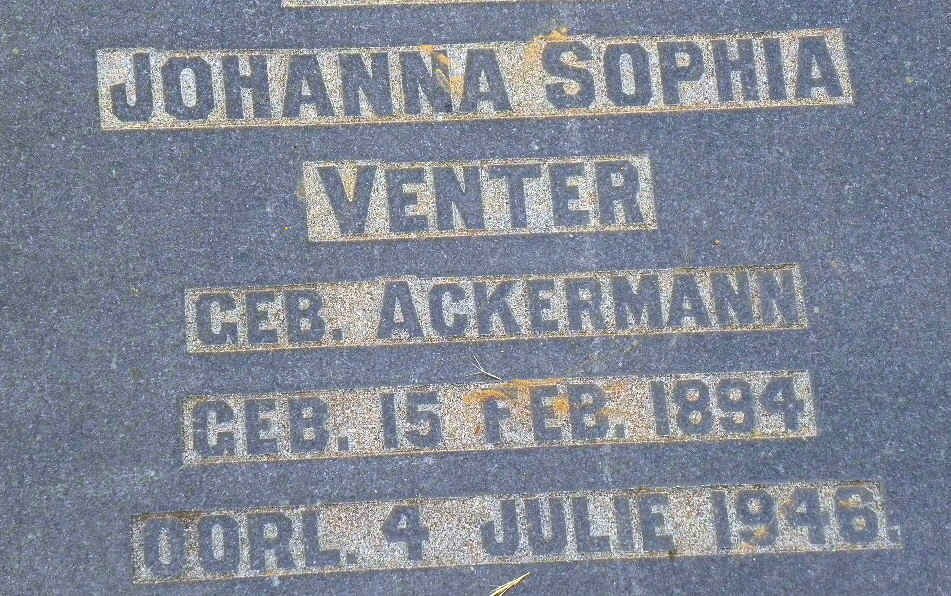 JOHANNA SOPHIA
VENTER
GEB. ACKERMANN
GEB. 15 FEB. 1894
OORL. 4 JULIE 1946.